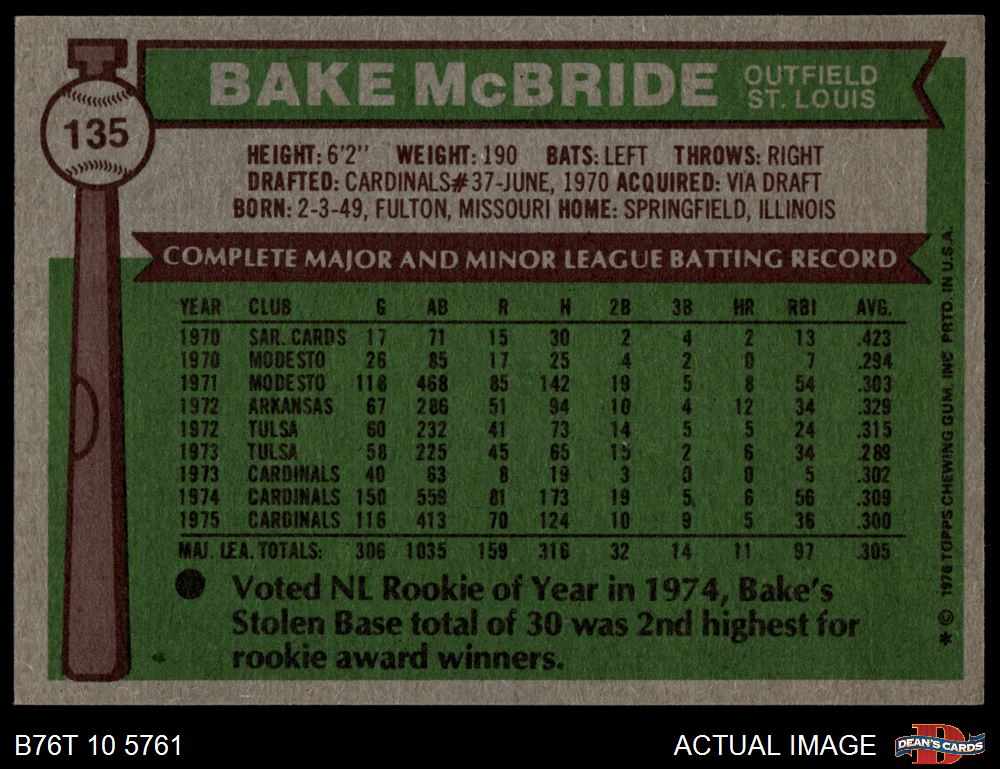 135
BAKE McBRIDE
OUTFIELD
ST. LOUIS
HEIGHT: 6'2" WEIGHT: 190 BATS: LEFT THROWS: RIGHT
DRAFTED: CARDINALS#37-JUNE, 1970 ACQUIRED: VIA DRAFT
BORN: 2-3-49, FULTON, MISSOURI HOME: SPRINGFIELD, ILLINOIS
COMPLETE MAJOR AND MINOR LEAGUE BATTING RECORD
YEAR CLUB G AB R H 2B 3B HR RBI AVG.
1970 SAR. CARDS 17 71 15 30 2 4 2 13 .423
1970 MODESTO 26 85 17 25 4 2 0 7 .294
1971 MODESTO 118 468 85 142 19 5 8 54 .303
1972 ARKANSAS 67 286 51 94 10 4 12 34 .329
1972 TULSA 60 232 41 73 14 5 5 24 .315
1973 TULSA 58 225 45 65 15 2 6 34 .289
1973 CARDINALS 40 63 8 19 3 0 0 5 .302
1974 CARDINALS 150 559 81 173 19 5 6 56 .309
1975 CARDINALS 116 413 70 124 10 9 5 36 .300
MAJ. LEA. TOTALS: 306 1035 159 316 32 14 11 97 .305
● Voted NL Rookie of Year in 1974, Bake's
Stolen Base total of 30 was 2nd highest for
rookie award winners.
* © 1976 TOPPS CHEWING GUM, INC PRTD. IN U.S.A.
B76T 10 5761
ACTUAL IMAGE
D
DEAN'S CARDS